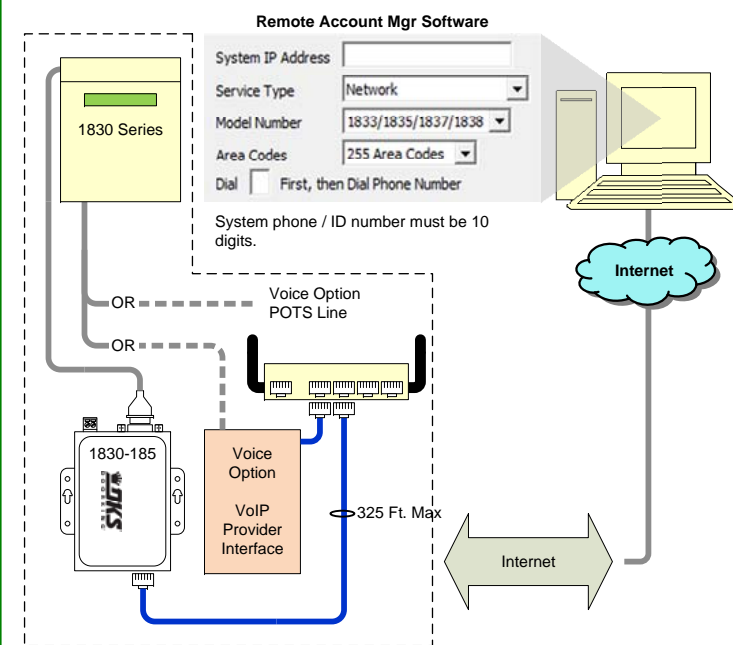 Remote Account Mgr Software
System IP Address
Service Type Network
Model Number 1833/1835/1837/1838
Area Codes 255 Area Codes
Dial First, then Dial Phone Number
System phone / ID number must be 10
digits.
1830 Series
Internet
OR
Voice Option
POTS Line
OR
1830-185
DKS
DOORKING
Voice
Option
VoIP
Provider
Interface
325 Ft. Max
Internet